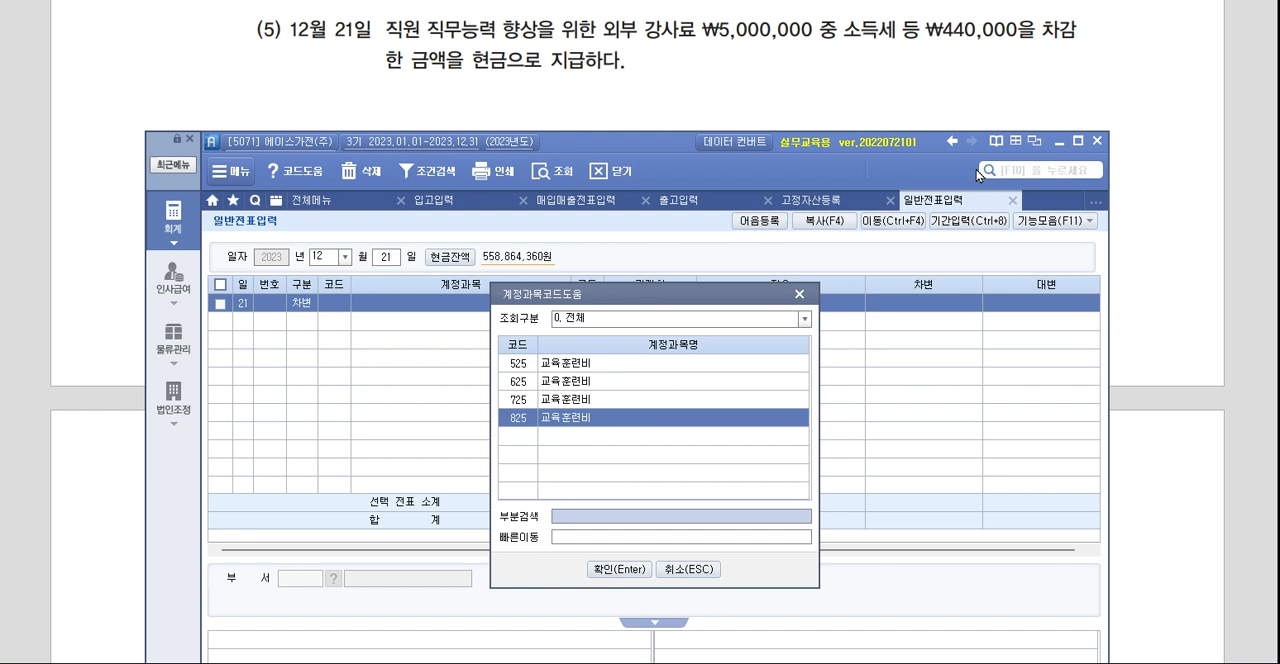 (5) 12월 21일 직원 직무능력 향상을 위한 외부 강사료 ₩5,000,000 중 소득세 등 ₩440,000을 차감
한 금액을 현금으로 지급하다.
[5071] 에이스가전(주) 3기 2023.01.01-2023.12.31 (2023년도) 데이터 컨버트 실무교육용 ver.2022072101
최근메뉴 메뉴 코드도움 삭제 조건검색 인쇄 조회 닫기 [F10] 을 누르세요
전체메뉴 입고입력 매입매출전표입력 출고입력 고정자산등록 일반전표입력
회계
일반전표입력 어음등록 복사(F4) 이동(Ctrl+F4) 기간입력(Ctrl+8) 기능모음(F11)
일자 2023 년 12 월 21 일 현금잔액 558,864,360원
인사급여
물류관리
법인조정
일 번호 구분 코드 계정과목 차변 대변
21 차변
계정과목코드도움
조회구분 0. 전체
코드 계정과목명
525 교육훈련비
625 교육훈련비
725 교육훈련비
825 교육훈련비
부분검색
빠른이동
확인(Enter) 취소(ESC)
선택 전표 소계
합 계
부 서 ?